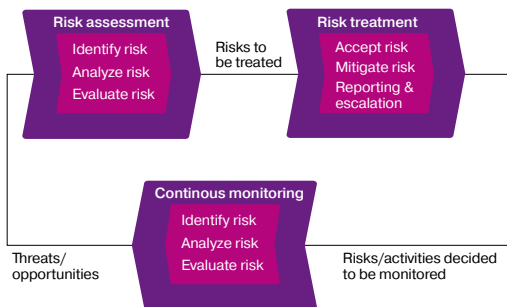 Risk assessment
Identify risk
Analyze risk
Evaluate risk
Risks to
be treated
Risk treatment
Accept risk
Mitigate risk
Reporting &
escalation
Continous monitoring
Identify risk
Analyze risk
Evaluate risk
Threats/
opportunities
Risks/activities decided
to be monitored